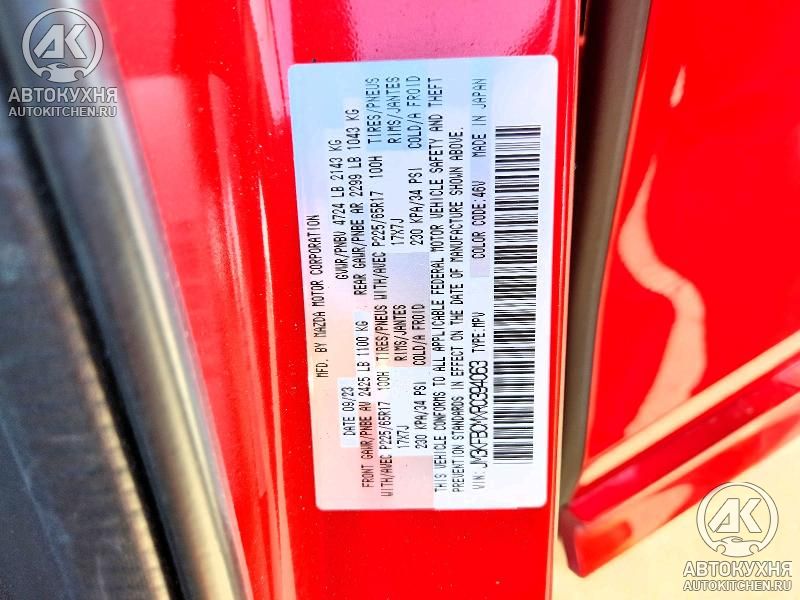 MFD. BY MAZDA MOTOR CORPORATION
DATE 09/23 GVWR/PNBV 4724 LB 2143 KG
FRONT GAWR/PNBE AV 2425 LB 1100 KG REAR GAWR/PNBE AR 2299 LB 1043 KG
WITH/AVEC P225/65R17 100H TIRES/PNEUS WITH/AVEC P225/65R17 100H TIRES/PNEUS
17X7J RIMS/JANTES 17X7J RIMS/JANTES
230 KPA/34 PSI COLD/A FROID 230 KPA/34 PSI COLD/A FROID
THIS VEHICLE CONFORMS TO ALL APPLICABLE FEDERAL MOTOR VEHICLE SAFETY AND THEFT
PREVENTION STANDARDS IN EFFECT ON THE DATE OF MANUFACTURE SHOWN ABOVE.
VIN: JM3KFBCMXR0394063 TYPE:MPV COLOR CODE:46V MADE IN JAPAN
АК
АВТОКУХНЯ
AUTOKITCHEN.RU
АК
АВТОКУХНЯ
AUTOKITCHEN.RU